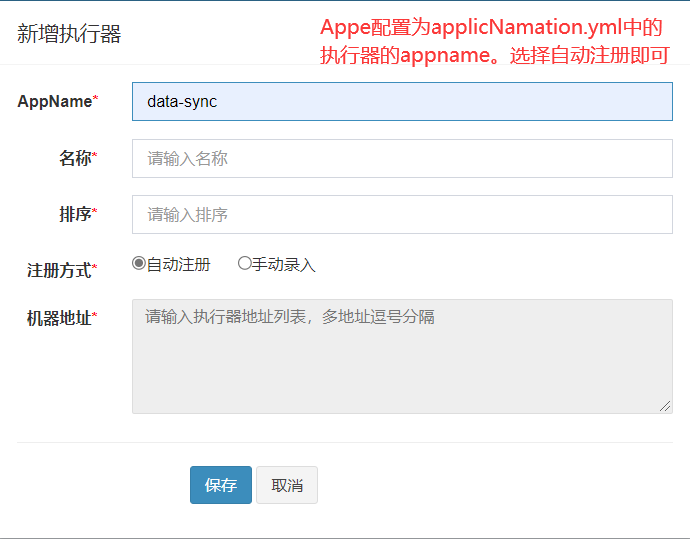 新增执行器
Appe配置为applicNamation.yml中的
执行器的appname。选择自动注册即可
AppName* data-sync
名称* 请输入名称
排序* 请输入排序
注册方式* 自动注册 手动录入
机器地址* 请输入执行器地址列表，多地址逗号分隔
保存 取消